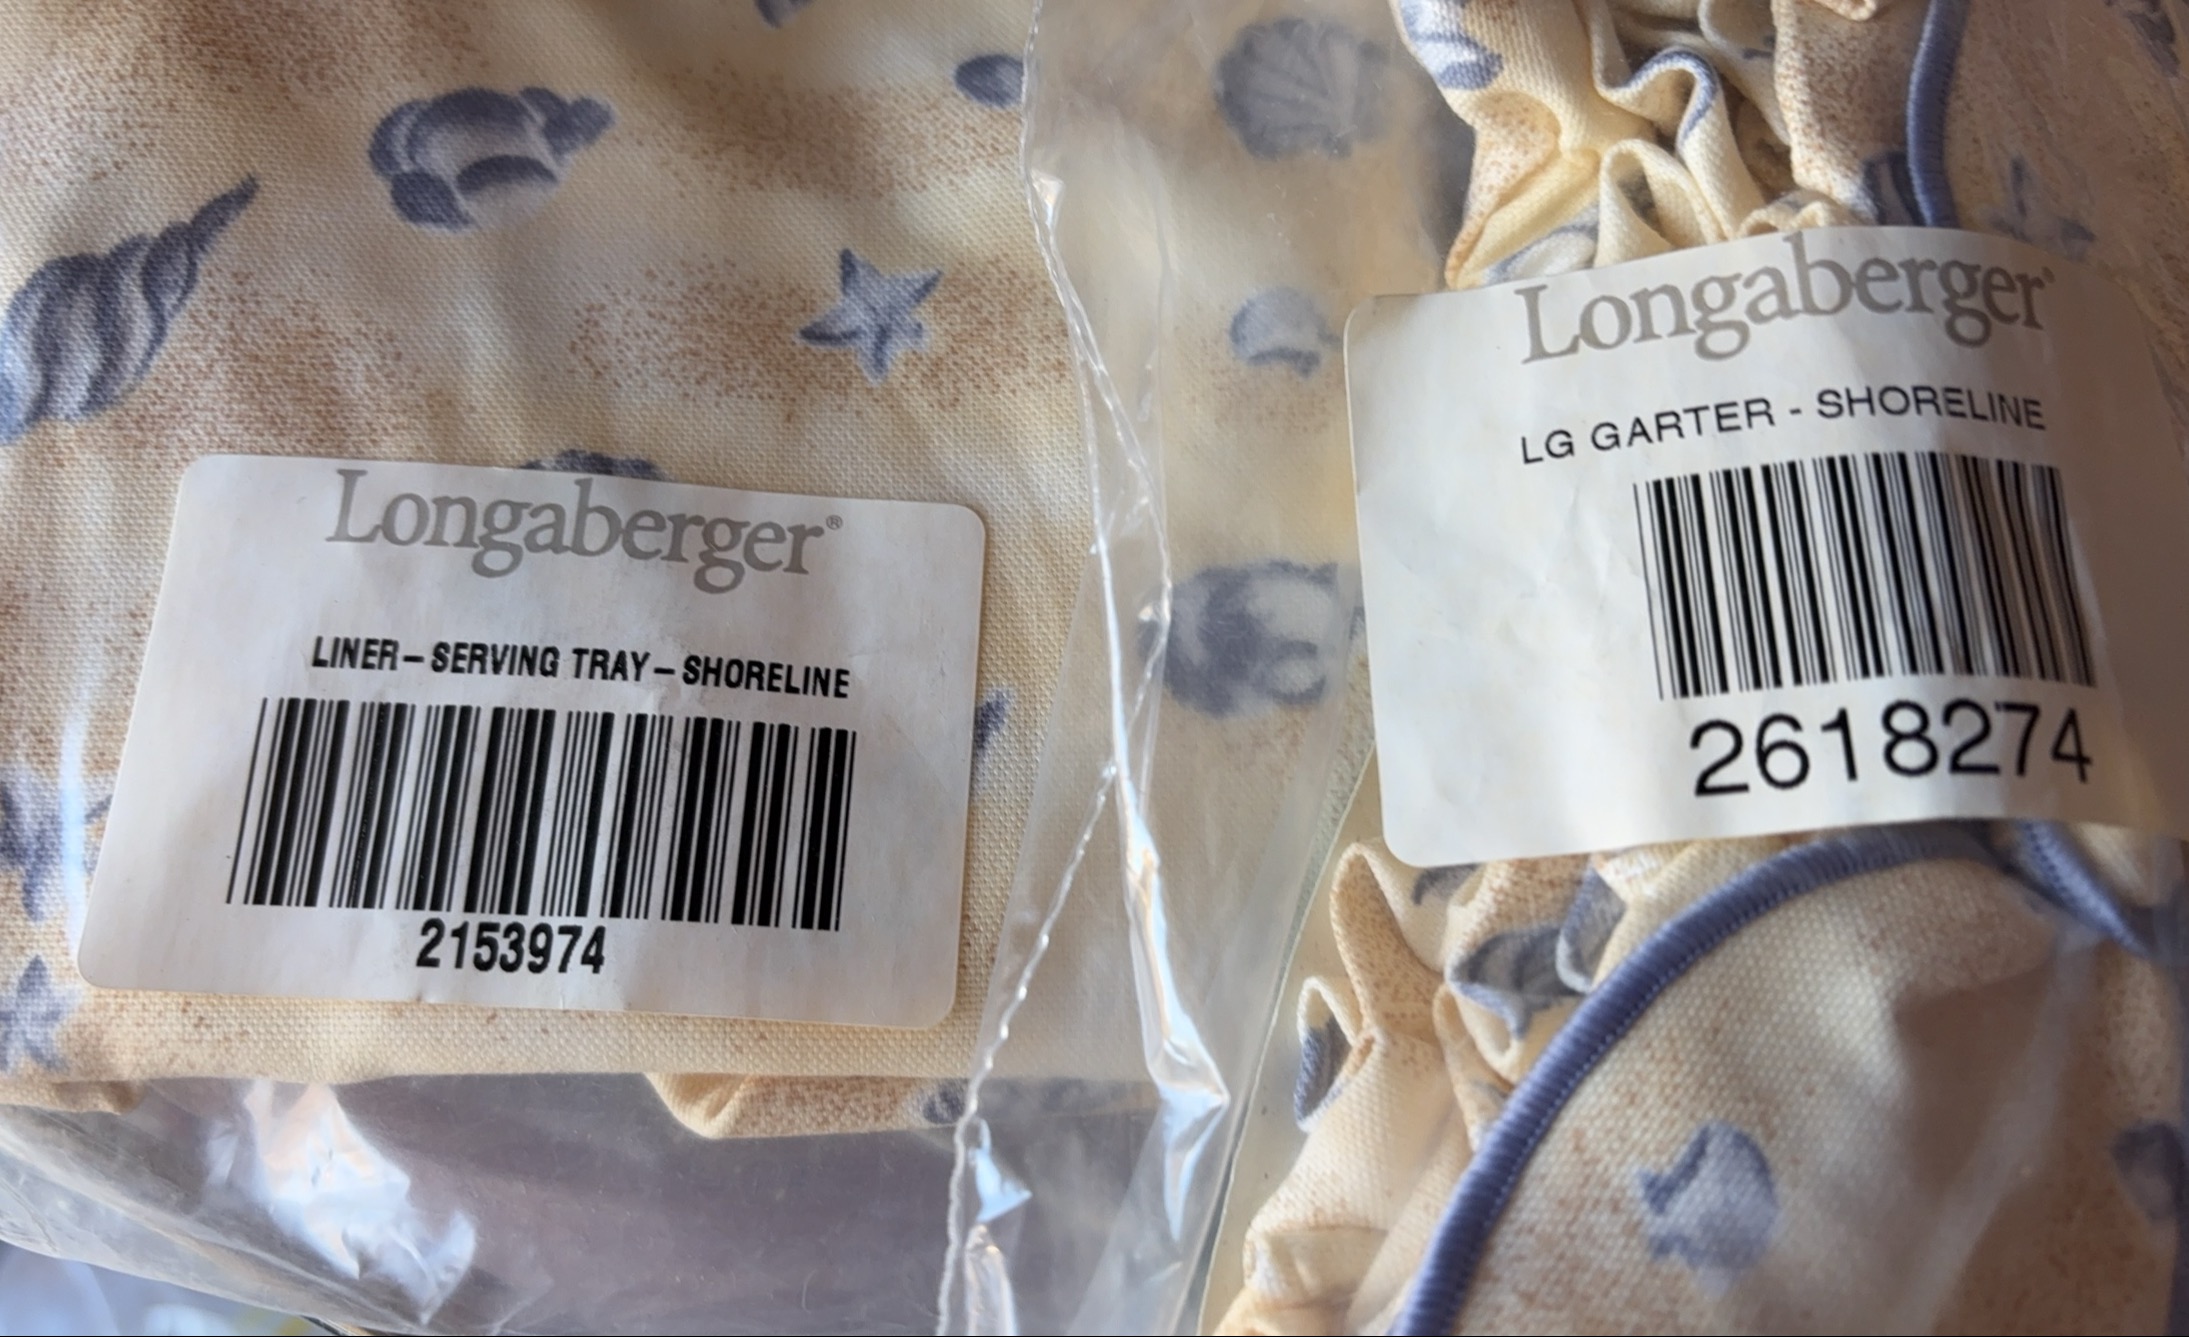 Longaberger®
LINER-SERVING TRAY-SHORELINE
2153974
Longaberger®
LG GARTER - SHORELINE
2618274